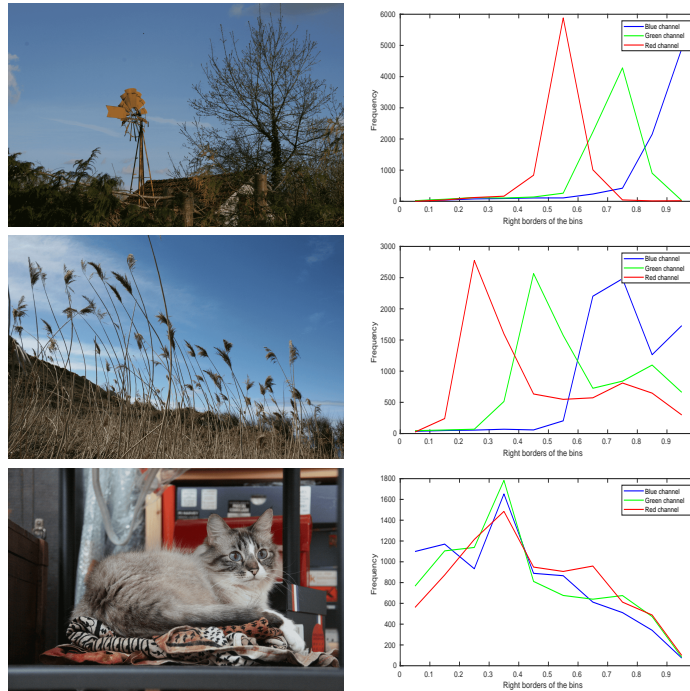 6000
5000
4000
3000
2000
1000
0
Frequency
Blue channel
Green channel
Red channel
0 0.1 0.2 0.3 0.4 0.5 0.6 0.7 0.8 0.9
Right borders of the bins
3000
2500
2000
1500
1000
500
0
Frequency
Blue channel
Green channel
Red channel
0 0.1 0.2 0.3 0.4 0.5 0.6 0.7 0.8 0.9
Right borders of the bins
1800
1600
1400
1200
1000
800
600
400
200
0
Frequency
Blue channel
Green channel
Red channel
0 0.1 0.2 0.3 0.4 0.5 0.6 0.7 0.8 0.9
Right borders of the bins